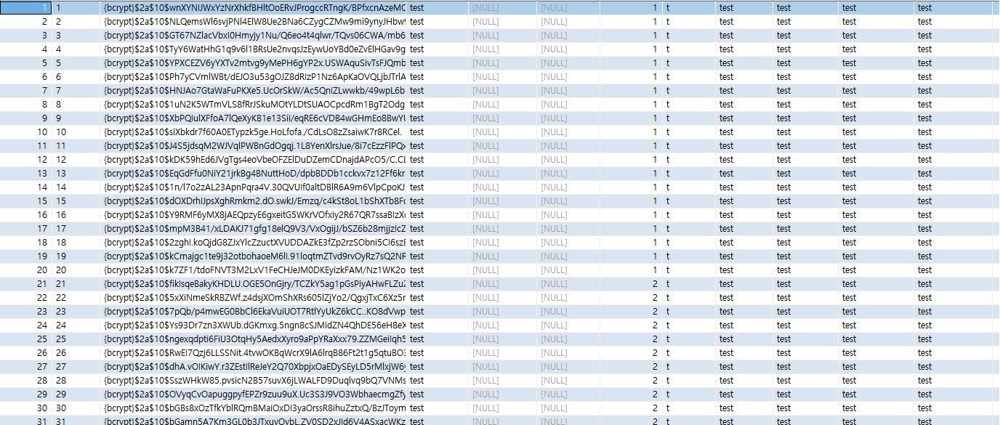 1 1 {bcrypt}$2a$10$wnXYNIJWxYzNrXhkfBHltOoERvJProgccRTngK/BPfxcnAzeMC test [NULL] [NULL] 1 t test test test test
2 2 {bcrypt}$2a$10$NLQemsWl6svjPNl4ElW8Ue2BNa6CZygCZMw9mi9ynyJHbw test [NULL] [NULL] 1 t test test test test
3 3 {bcrypt}$2a$10$GT67NZlacVbxI0Hmyjy1Nu/Q6eo4t4qlwr/TQvs06CWA/mb6 test [NULL] [NULL] 1 t test test test test
4 4 {bcrypt}$2a$10$TyY6WatHhG1q9v6l1BRsUe2nvqsJzEywUoYBd0eZvElHGav9g test [NULL] [NULL] 1 t test test test test
5 5 {bcrypt}$2a$10$YPXCEZV6yYXTv2mtvg9yMePH6gYP2x.USWAquSivTsFJQmb test [NULL] [NULL] 1 t test test test test
6 6 {bcrypt}$2a$10$Ph7yCVmlWBt/dEJO3u53gOJZ8dRIzP1Nz6ApKaOVQLjbJTrlA test [NULL] [NULL] 1 t test test test test
7 7 {bcrypt}$2a$10$HNJAo7GtaWaFuPKXe5.UcOrSkW/Ac5QnIZLwwkb/49wpL6b test [NULL] [NULL] 1 t test test test test
8 8 {bcrypt}$2a$10$1uN2K5WTmVLS8fRrJSkuMOtYLDtSUAOCpcdRm1BgT2Odg test [NULL] [NULL] 1 t test test test test
9 9 {bcrypt}$2a$10$XbPQIulXFfoA7lQeXyKB1e13Sii/eqRE6cVDB4wGHmEo8BwYU test [NULL] [NULL] 1 t test test test test
10 10 {bcrypt}$2a$10$siXbkdr7f60A0ETypzk5ge.HoLfofa./CdLsO8zZsaiwK7r8RCel. test [NULL] [NULL] 1 t test test test test
11 11 {bcrypt}$2a$10$J4S5jdsqM2WJVqlPWBnGdOgqj.1L8YenXlrsJue/8i7cEzzFlPQx test [NULL] [NULL] 1 t test test test test
12 12 {bcrypt}$2a$10$kDK59hEd6JVgTgs4eoVbeOFZElDuDZemCDnajdAPcO5/C.CL test [NULL] [NULL] 1 t test test test test
13 13 {bcrypt}$2a$10$EqGdFfu0NiY21jrkBg4BNuttHoD/dpbBDDb1cckvx7z12Ff6kr test [NULL] [NULL] 1 t test test test test
14 14 {bcrypt}$2a$10$1n/l7o2zAL23ApnPqra4V.30QVUIf0altDBlR6A9m6VlpCpoKJ test [NULL] [NULL] 1 t test test test test
15 15 {bcrypt}$2a$10$dOXDrhIJpsXghRmkm2.dO.swkJ/Emzq/c4kSt8oL1bShXTb8Fc test [NULL] [NULL] 1 t test test test test
16 16 {bcrypt}$2a$10$Y9RMF6yMX8jAEQpzyE6gxeitG5WKrVOfxiy2R67QR7ssaBIzX test [NULL] [NULL] 1 t test test test test
17 17 {bcrypt}$2a$10$mpM3B41/xLDAKJ71gfg18elQ9V3/VxOgijJ/bSZ6b28mjjzIcZ test [NULL] [NULL] 1 t test test test test
18 18 {bcrypt}$2a$10$2zghI.koQjdG8ZJxYlcZzuctXVUDDAZkE3fZp2rzSObni5CI6szE test [NULL] [NULL] 1 t test test test test
19 19 {bcrypt}$2a$10$kCmajgc1te9j32otbohaoeM6lI.91loqtmZTvd9rvOyRz7sQ2NR test [NULL] [NULL] 1 t test test test test
20 20 {bcrypt}$2a$10$k7ZF1/tdoFNVT3M2LxV1FeCHJeJM0DKEyizkFAM/Nz1WK2o test [NULL] [NULL] 1 t test test test test
21 21 {bcrypt}$2a$10$fikIsqeBakyKHDLU.OGE5OnGjry/TCZkY5ag1pGsPiyAHwFLZu2 test [NULL] [NULL] 2 t test test test test
22 22 {bcrypt}$2a$10$5xXiNmeSkRBZWf.z4dsjXOmShXRs605lZjYo2/QgxjTxC6Xz5r test [NULL] [NULL] 2 t test test test test
23 23 {bcrypt}$2a$10$7pQb/p4mwEG0BbCl6EkaVuiUOT7RtlYyUkZ6kCC..KO8dVwp test [NULL] [NULL] 2 t test test test test
24 24 {bcrypt}$2a$10$Ys93Dr7zn3XWUb.dGKmxg.5ngn8cSJMidZN4QhDE56eH8eX test [NULL] [NULL] 2 t test test test test
25 25 {bcrypt}$2a$10$ngexqdpti6FiU3OtqHy5AedxXyro9aPpYRaXxx79.ZZMGeiIqh5 test [NULL] [NULL] 2 t test test test test
26 26 {bcrypt}$2a$10$RwEI7Qzj6LLSSNit.4tvwOKBqWcrX9lA6lrqB86Ft2t1g5qtuBO3 test [NULL] [NULL] 2 t test test test test
27 27 {bcrypt}$2a$10$dhA.vOIKiwY.r3ZEstIlReJeY2Q70XbpjxOaEDySEyLD5rMlxjW6y test [NULL] [NULL] 2 t test test test test
28 28 {bcrypt}$2a$10$SszWHkW85.pvsicN2B57suvX6jLWALFD9Duqlvq9bQ7VNMs test [NULL] [NULL] 2 t test test test test
29 29 {bcrypt}$2a$10$OVyqCvOapuggpyfEPZr9zuu9uX.Uc3S3J9VO3WbhaecmgZfy test [NULL] [NULL] 2 t test test test test
30 30 {bcrypt}$2a$10$bGBs8xOzTfkYblRQmBMaiOxDI3yaOrssR8ihuZztxQ/BzJToym test [NULL] [NULL] 2 t test test test test
31 31 {bcrypt}$2a$10$bGamn5A7Km3GL0b3JTxuvOvbL.ZV0SD2xJId6V4ASxacWKz test [NULL] [NULL] 2 t test test test test